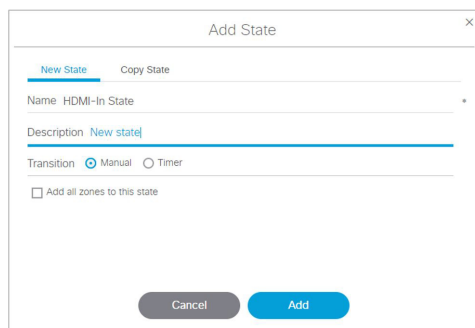 Add State
New State Copy State
Name HDMI-In State
Description New state
Transition Manual Timer
Add all zones to this state
Cancel Add